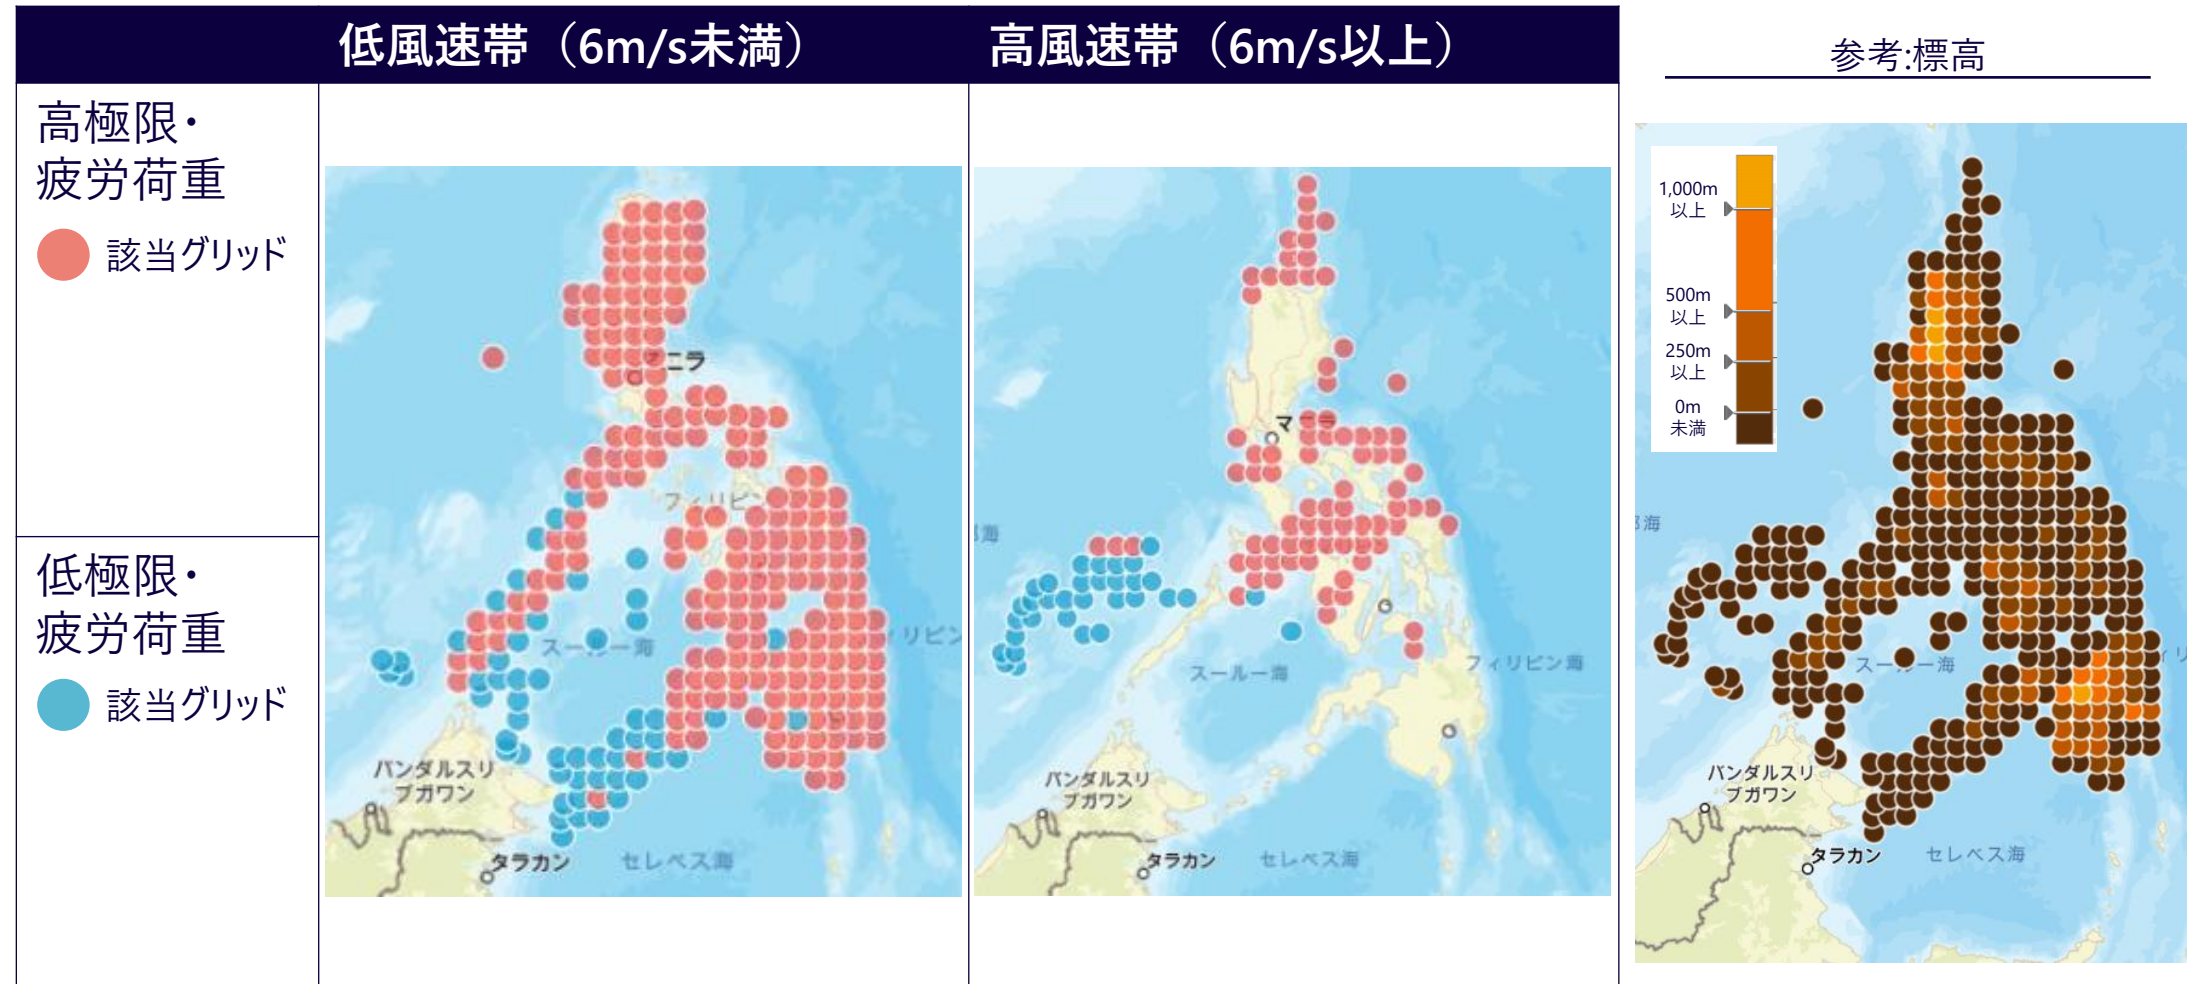 低風速帯（6m/s未満）
高風速帯（6m/s以上）
参考:標高
高極限・
疲労荷重
該当グリッド
低極限・
疲労荷重
該当グリッド
ニラ
フィリピン
スールー海
リピン
バンダルスリ
ブガワン
タラカン
セレベス海
マニラ
海
スールー海
フィリピン海
バンダルスリ
ブガワン
タラカン
セレベス海
1,000m
以上
500m
以上
250m
以上
0m
未満
海
スールー海
バンダルスリ
ブガワン
タラカン
セレベス海